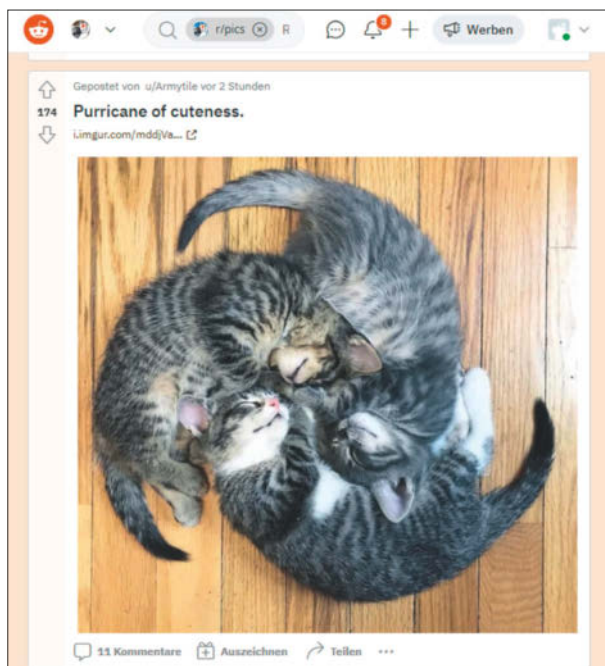 r/pics R 8 Werben
Gepostet von u/Armytile vor 2 Stunden
174
Purricane of cuteness.
i.imgur.com/mddjVa...
11 Kommentare Auszeichnen Teilen ...